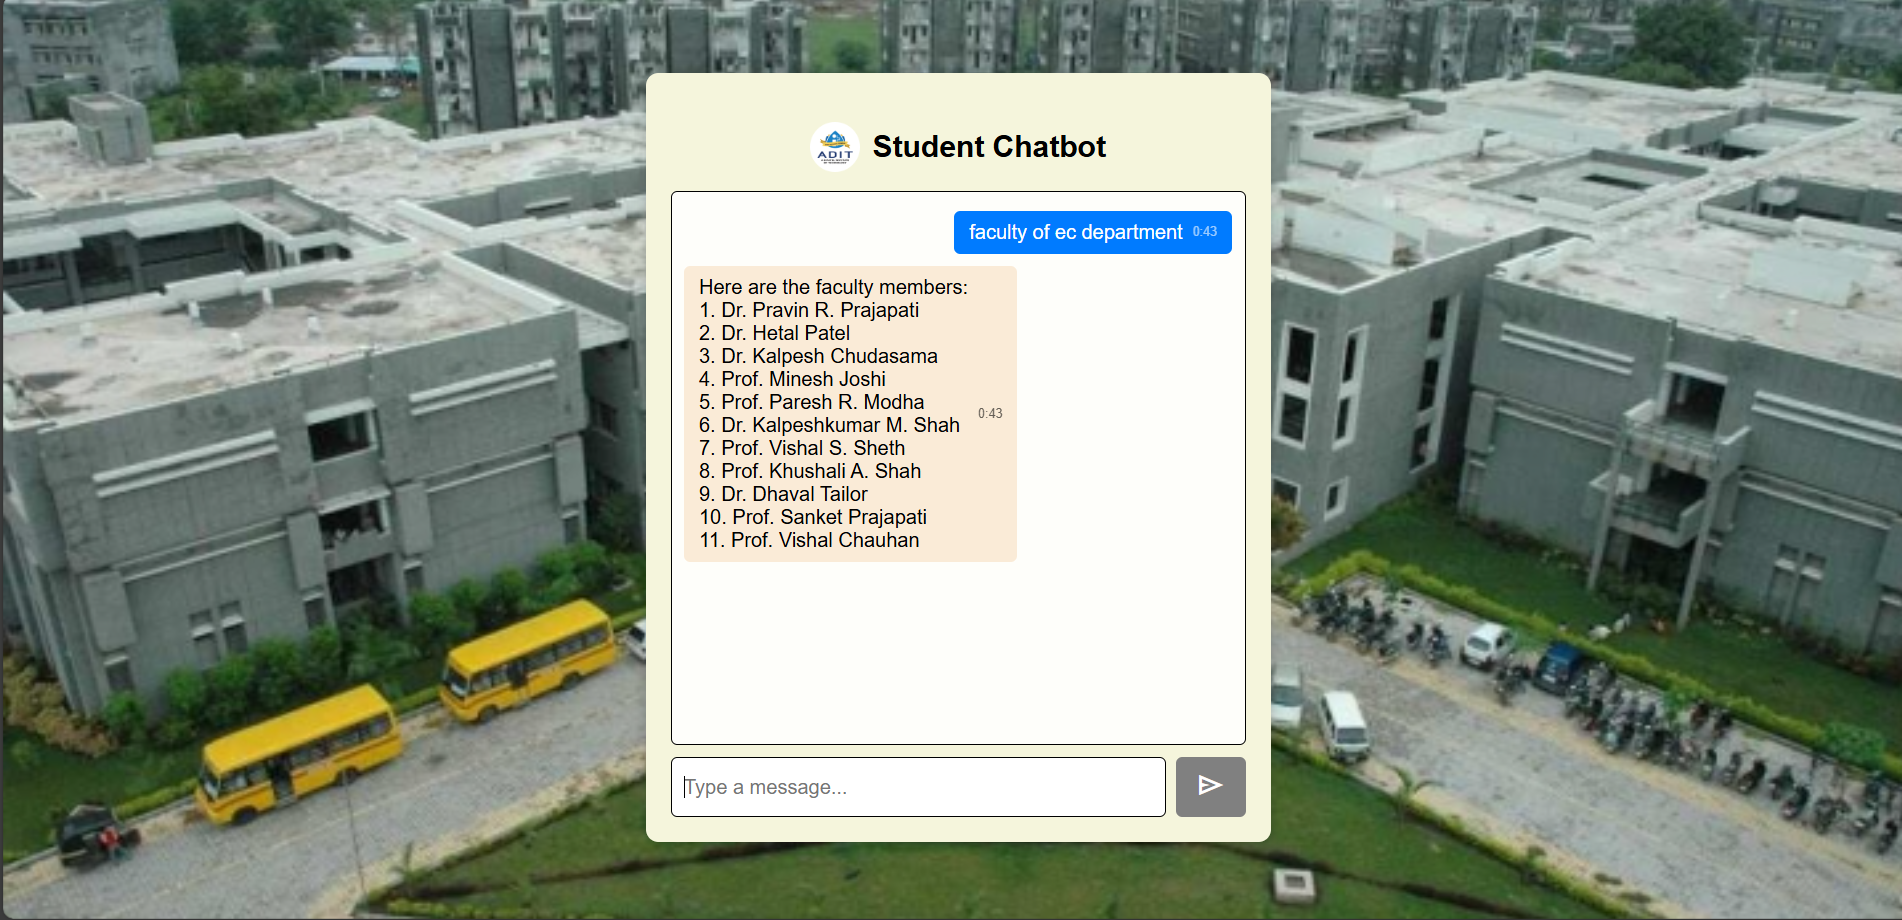 ADIT
Student Chatbot
faculty of ec department 0:43
Here are the faculty members:
1. Dr. Pravin R. Prajapati
2. Dr. Hetal Patel
3. Dr. Kalpesh Chudasama
4. Prof. Minesh Joshi
5. Prof. Paresh R. Modha
6. Dr. Kalpeshkumar M. Shah
7. Prof. Vishal S. Sheth
8. Prof. Khushali A. Shah
9. Dr. Dhaval Tailor
10. Prof. Sanket Prajapati
11. Prof. Vishal Chauhan
0:43
Type a message...